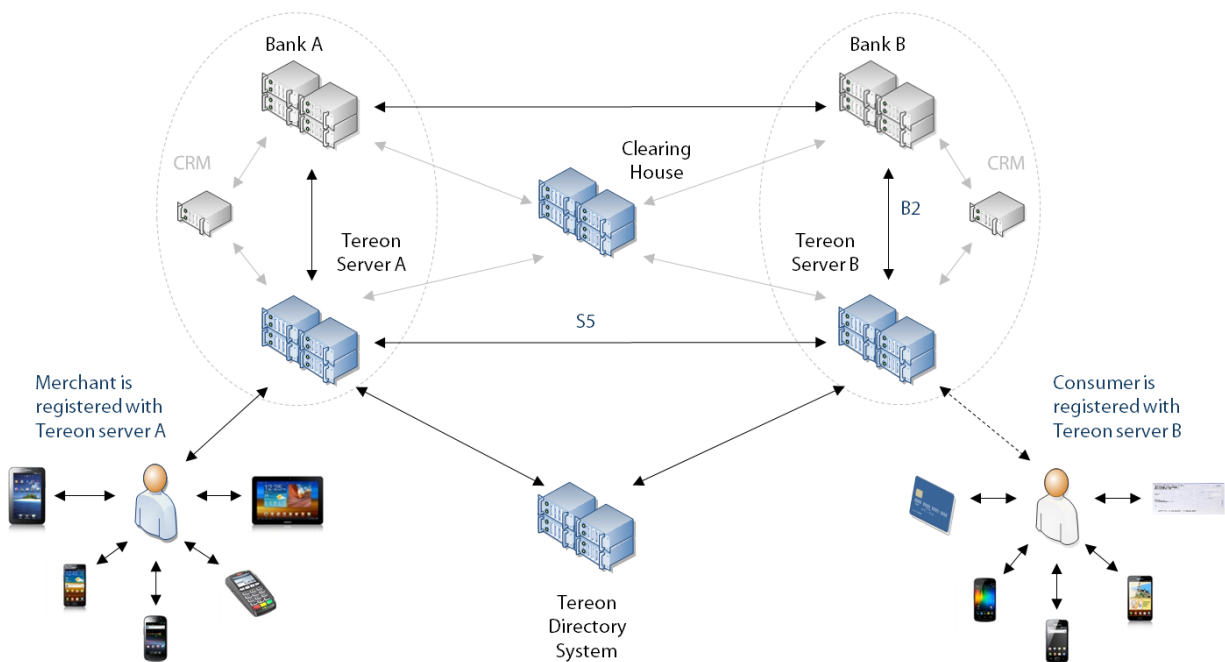 Bank A
Bank B
Clearing
House
CRM
CRM
B2
Tereon
Server A
Tereon
Server B
S5
Merchant is
registered with
Tereon server A
Consumer is
registered with
Tereon server B
Tereon
Directory
System